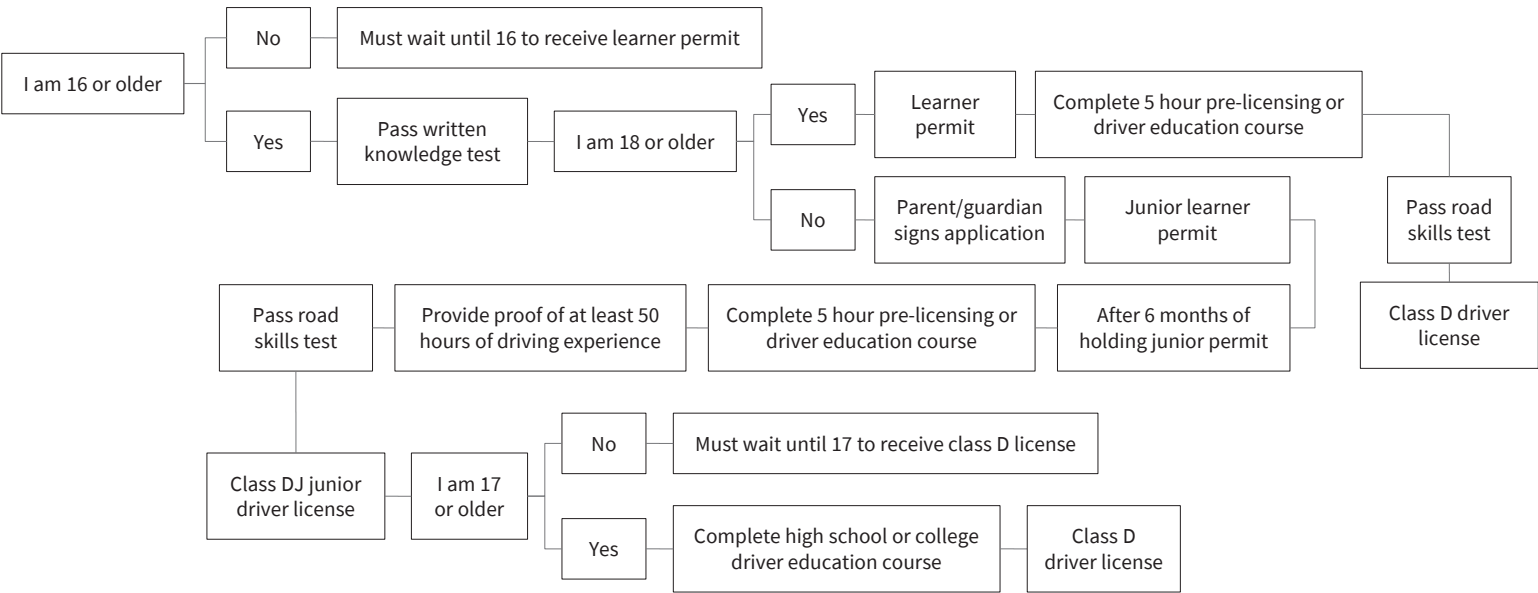 No
Must wait until 16 to receive learner permit
I am 16 or older
Yes
Pass written
knowledge test
I am 18 or older
Yes
Learner
permit
Complete 5 hour pre-licensing or
driver education course
No
Parent/guardian
signs application
Junior learner
permit
Pass road
skills test
Class D driver
license
After 6 months of
holding junior permit
Complete 5 hour pre-licensing or
driver education course
Provide proof of at least 50
hours of driving experience
Pass road
skills test
Class DJ junior
driver license
I am 17
or older
No
Must wait until 17 to receive class D license
Yes
Complete high school or college
driver education course
Class D
driver license